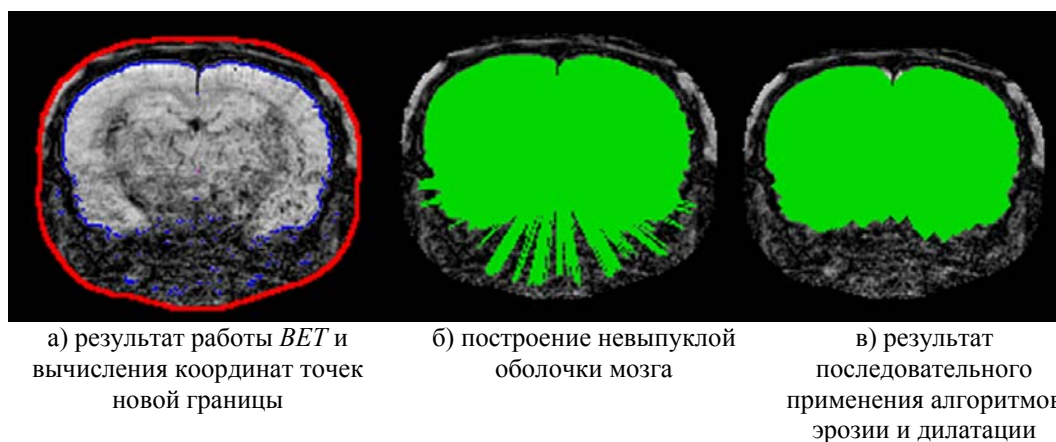 а) результат работы BET и
вычисления координат точек
новой границы
б) построение невыпуклой
оболочки мозга
в) результат
последовательного
применения алгоритмов
эрозии и дилатации